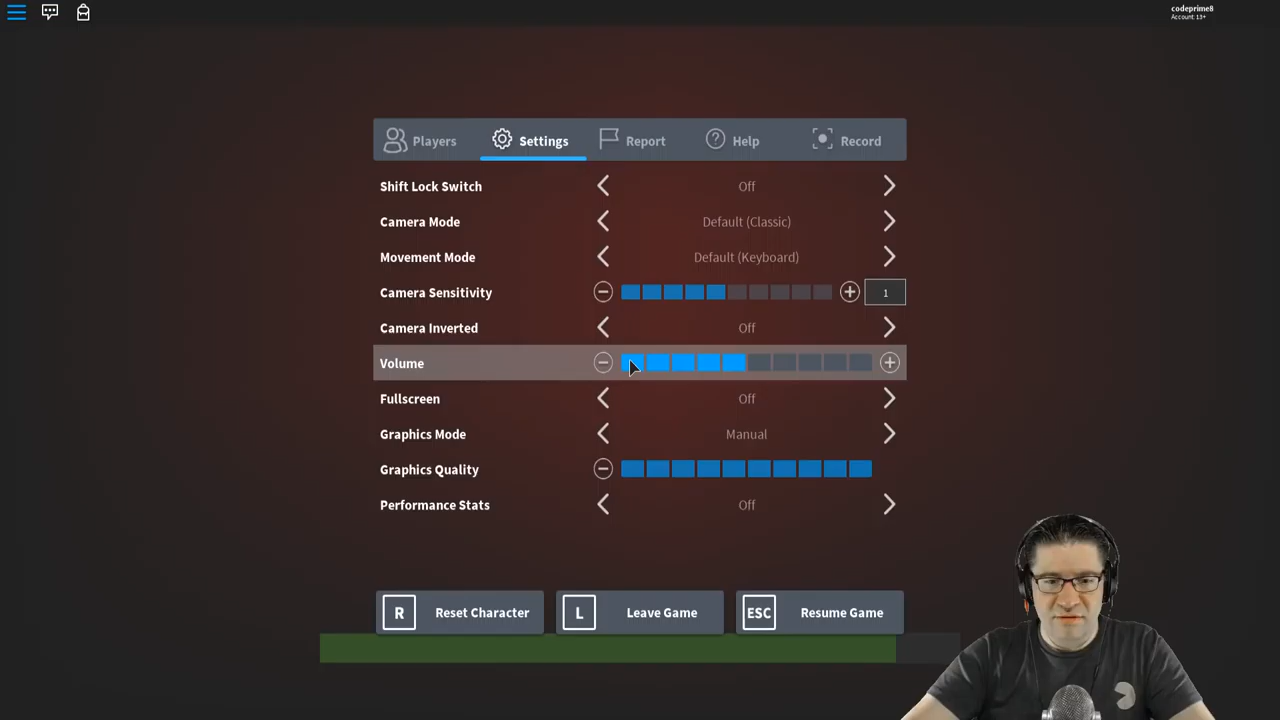 codeprime8
Account: 13+
Players Settings Report Help Record
Shift Lock Switch Off
Camera Mode Default (Classic)
Movement Mode Default (Keyboard)
Camera Sensitivity 1
Camera Inverted Off
Volume
Fullscreen Off
Graphics Mode Manual
Graphics Quality
Performance Stats Off
R Reset Character L Leave Game ESC Resume Game